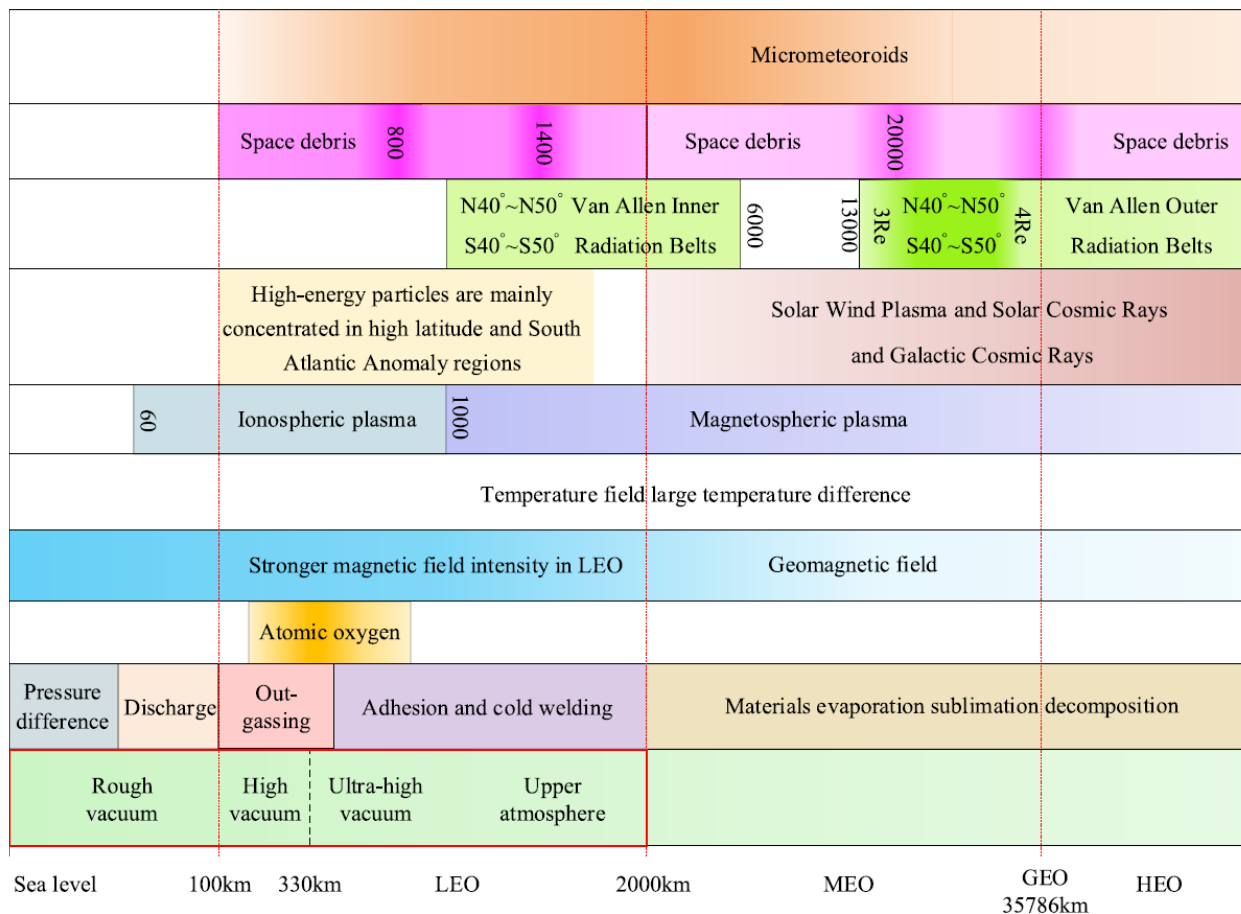 Micrometeoroids
Space debris
800
1400
Space debris
20000
Space debris
N40°~N50° Van Allen Inner
S40°~S50° Radiation Belts
6000
13000
3Re
N40°~N50°
S40°~S50°
4Re
Van Allen Outer
Radiation Belts
High-energy particles are mainly
concentrated in high latitude and South
Atlantic Anomaly regions
Solar Wind Plasma and Solar Cosmic Rays
and Galactic Cosmic Rays
60
Ionospheric plasma
1000
Magnetospheric plasma
Temperature field large temperature difference
Stronger magnetic field intensity in LEO
Geomagnetic field
Atomic oxygen
Pressure
difference
Discharge
Out-
gassing
Adhesion and cold welding
Materials evaporation sublimation decomposition
Rough
vacuum
High
vacuum
Ultra-high
vacuum
Upper
atmosphere
Sea level
100km
330km
LEO
2000km
MEO
GEO
35786km
HEO